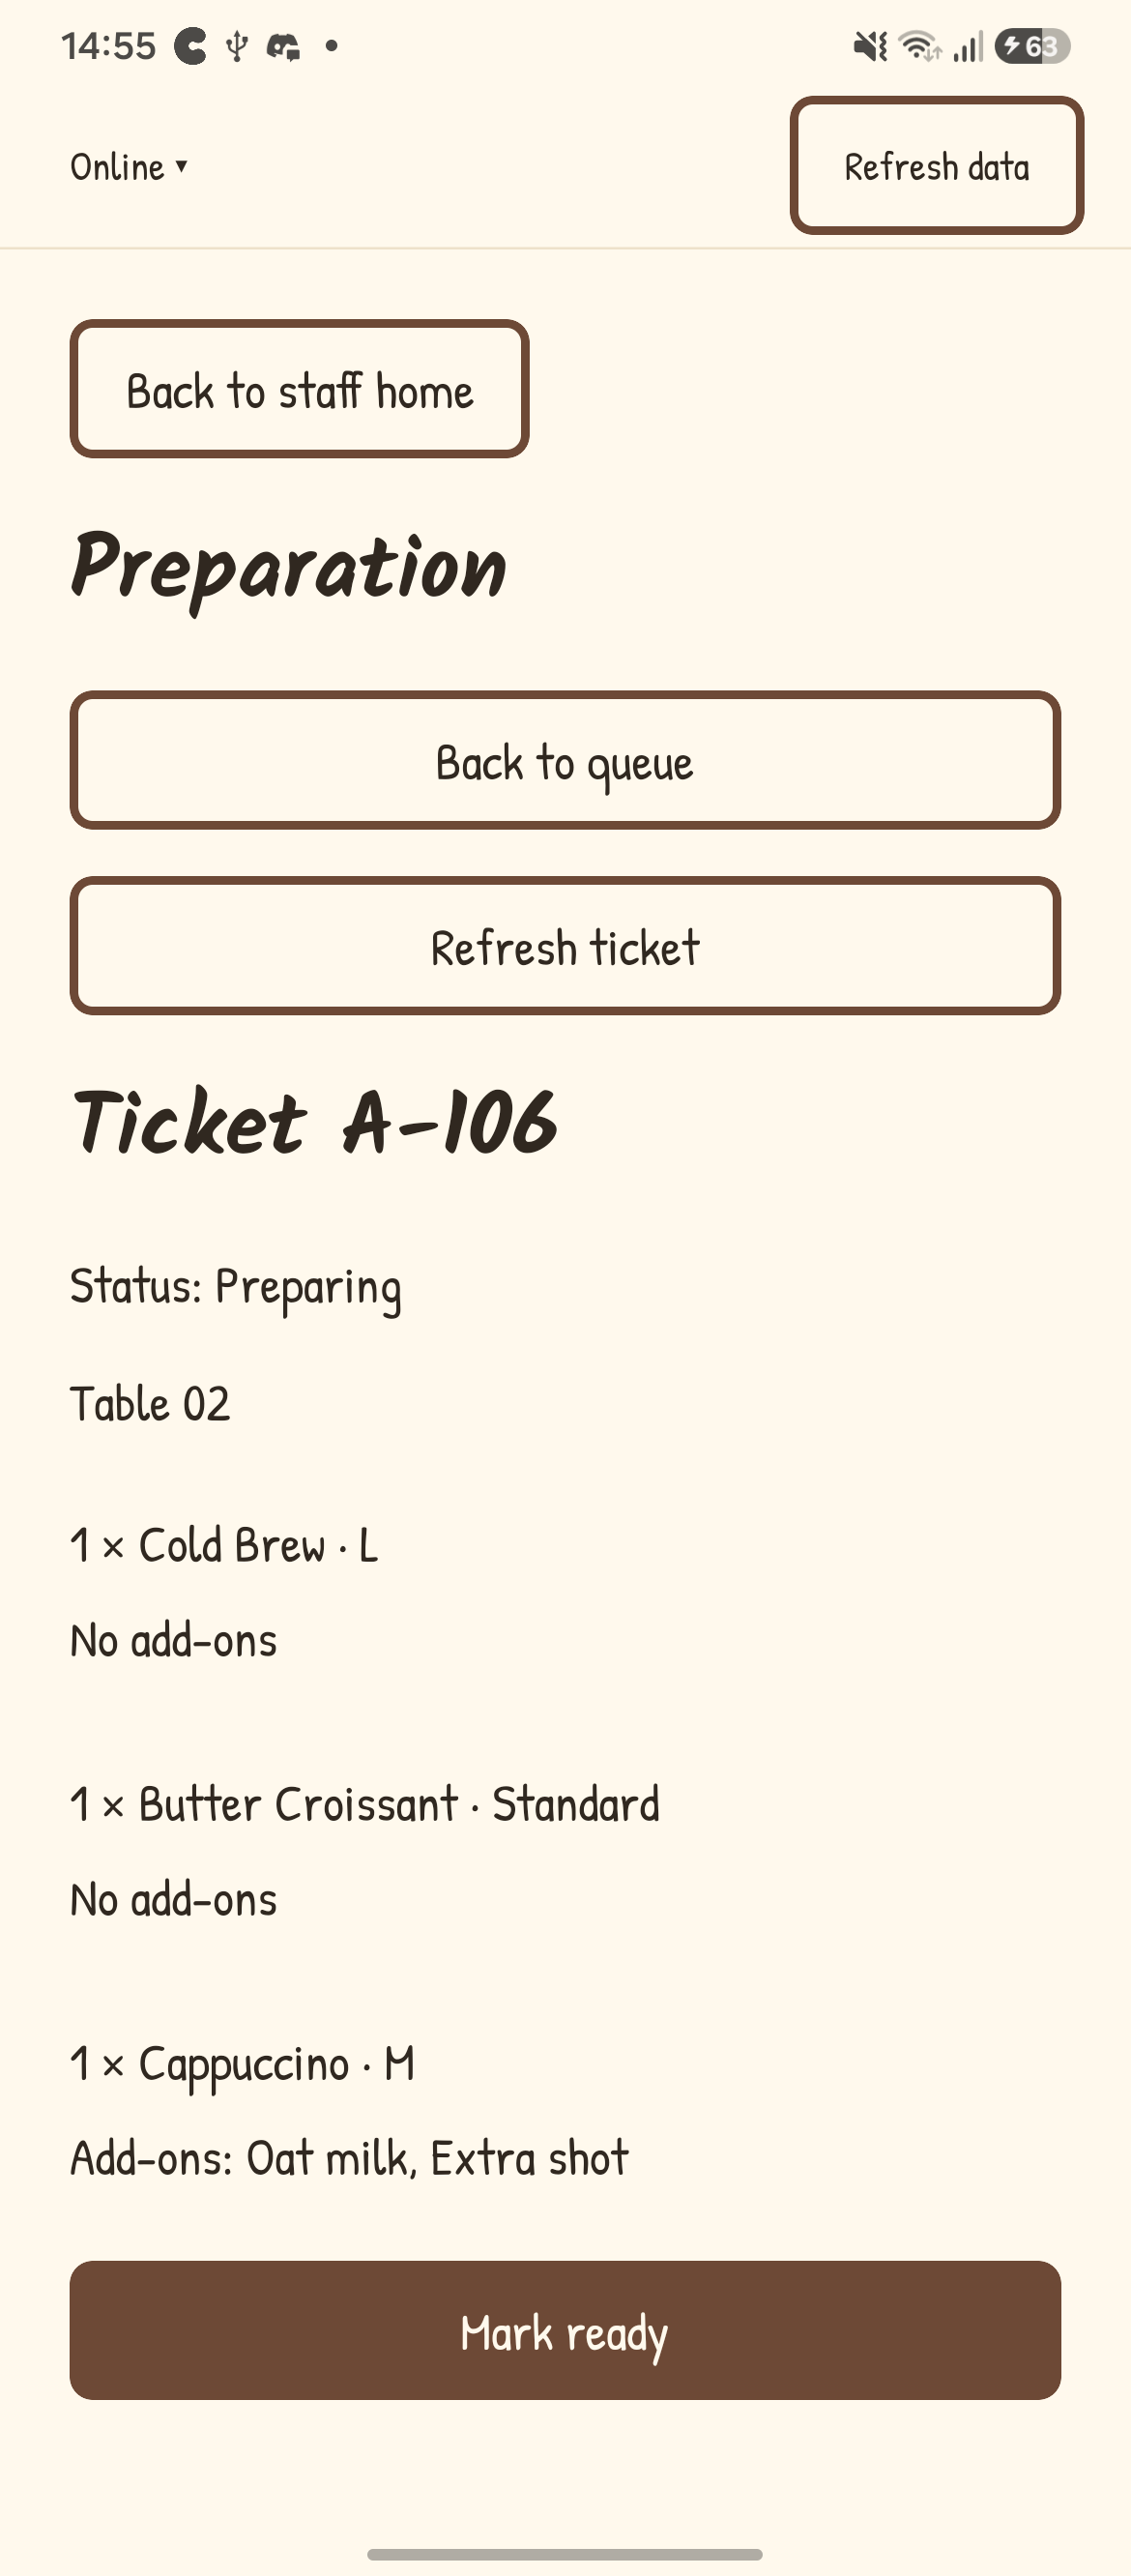 14:55
63
Online ▾
Refresh data
Back to staff home
Preparation
Back to queue
Refresh ticket
Ticket A-106
Status: Preparing
Table 02
1 × Cold Brew · L
No add-ons
1 × Butter Croissant · Standard
No add-ons
1 × Cappuccino · M
Add-ons: Oat milk, Extra shot
Mark ready